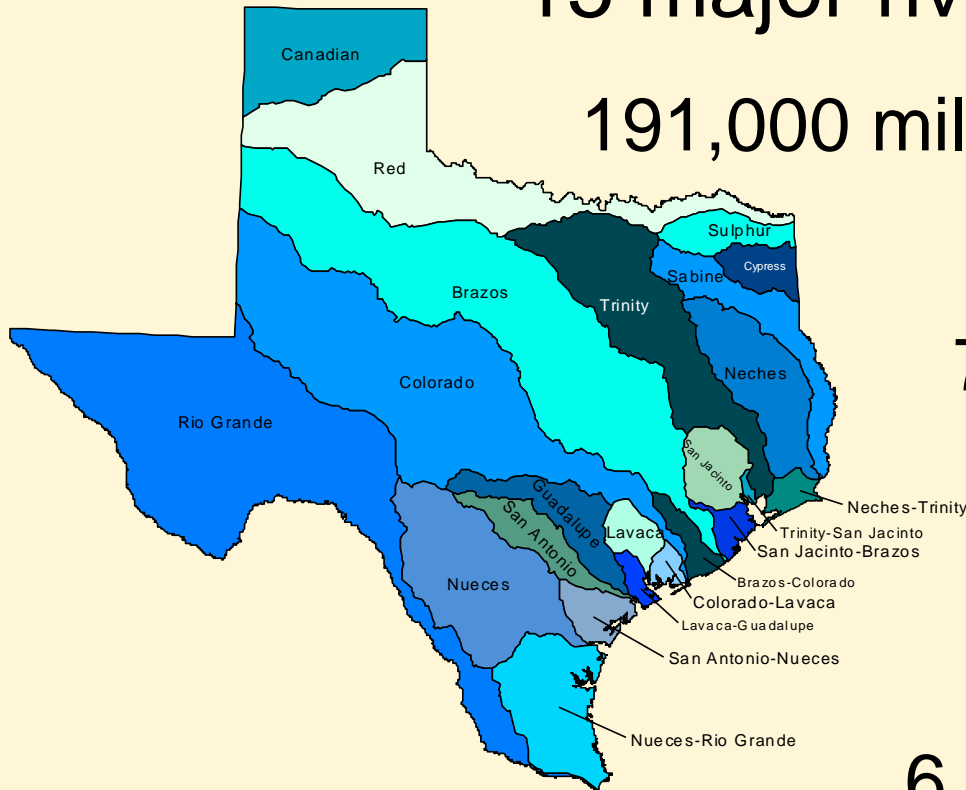 15 major
Canadian
191,000
Red
Sulphur
Cypress
Sabine
Brazos
Trinity
Neches
Colorado
Rio Grande
San Jacinto
Guadalupe
San Antonio
Lavaca
Neches-Trinity
Trinity-San Jacinto
San Jacinto-Brazos
Nueces
Brazos-Colorado
Colorado-Lavaca
Lavaca-Guadalupe
San Antonio-Nueces
Nueces-Rio Grande
6